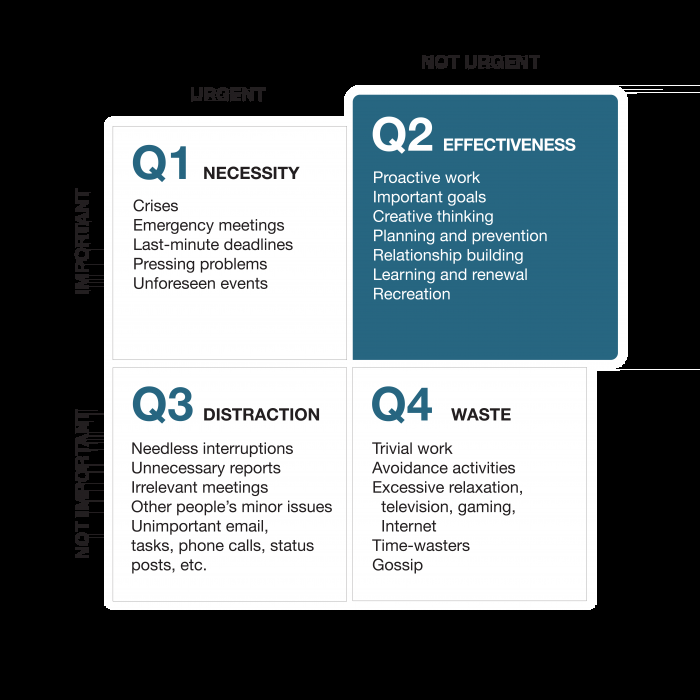 NOT URGENT
URGENT
IMPORTANT
Q1 NECESSITY
Crises
Emergency meetings
Last-minute deadlines
Pressing problems
Unforeseen events
Q2 EFFECTIVENESS
Proactive work
Important goals
Creative thinking
Planning and prevention
Relationship building
Learning and renewal
Recreation
NOT IMPORTANT
Q3 DISTRACTION
Needless interruptions
Unnecessary reports
Irrelevant meetings
Other people’s minor issues
Unimportant email,
tasks, phone calls, status
posts, etc.
Q4 WASTE
Trivial work
Avoidance activities
Excessive relaxation,
television, gaming,
Internet
Time-wasters
Gossip